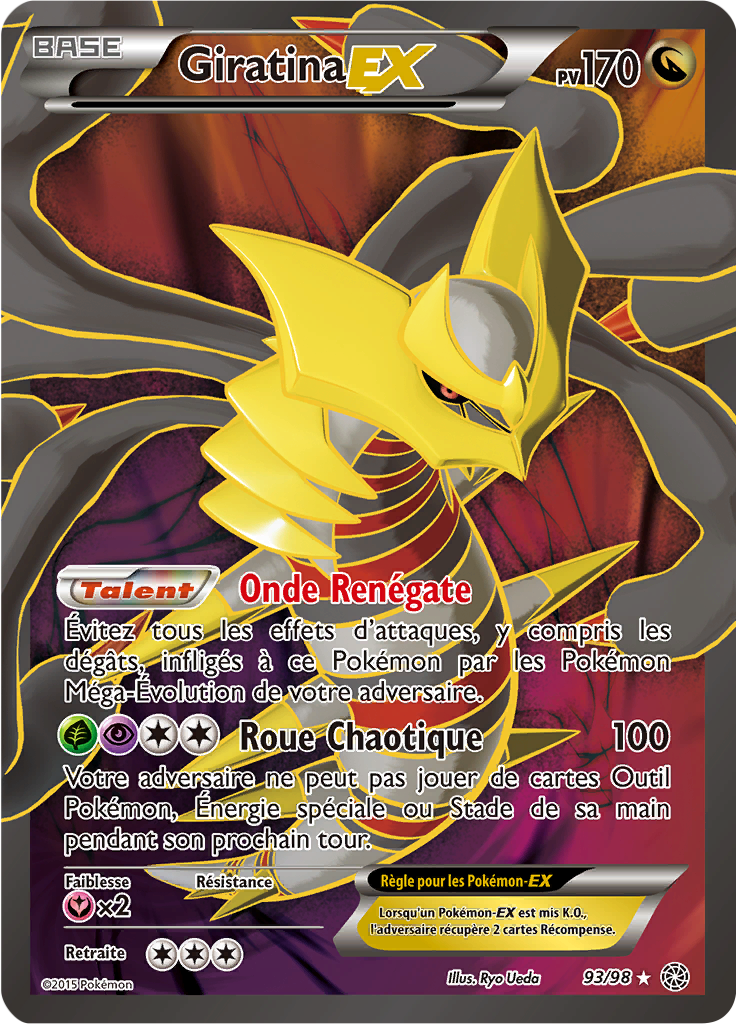 BASE
Giratina EX
PV170
Talent Onde Renégate
Évitez tous les effets d'attaques, y compris les
dégâts, infligés à ce Pokémon par les Pokémon
Méga-Évolution de votre adversaire.
Roue Chaotique 100
Votre adversaire ne peut pas jouer de cartes Outil
Pokémon, Énergie spéciale ou Stade de sa main
pendant son prochain tour.
Faiblesse Résistance
×2
Retraite
Règle pour les Pokémon-EX
Lorsqu'un Pokémon-EX est mis K.O.,
l'adversaire récupère 2 cartes Récompense.
©2015 Pokémon Illus. Ryo Ueda 93/98 ★